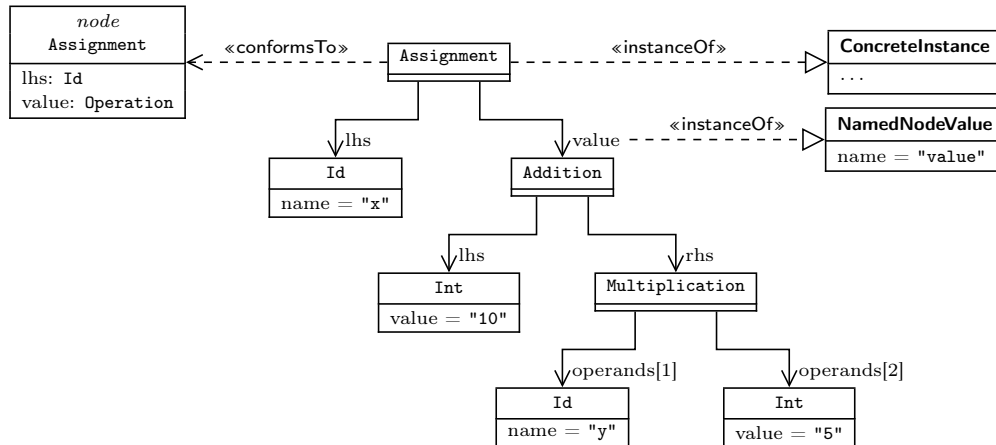 node
Assignment
lhs: Id
value: Operation
«conformsTo»
Assignment
«instanceOf»
ConcreteInstance
...
lhs
value
«instanceOf»
NamedNodeValue
name = "value"
Id
name = "x"
Addition
lhs
rhs
Int
value = "10"
Multiplication
operands[1]
operands[2]
Id
name = "y"
Int
value = "5"